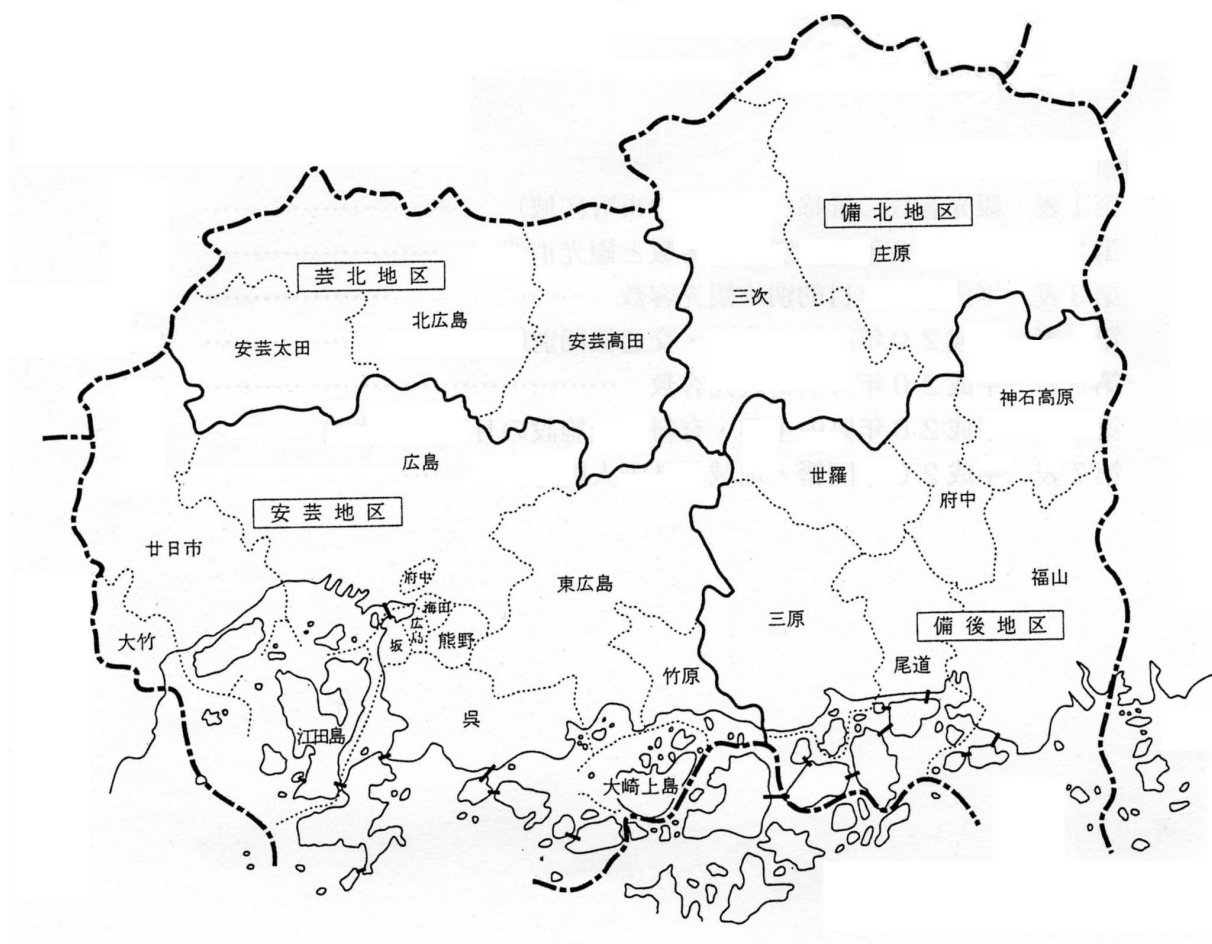 備北地区
庄原
三次
芸北地区
北広島
安芸太田
安芸高田
神石高原
広島
世羅
府中
安芸地区
廿日市
府中
海田
広島
坂
熊野
東広島
福山
三原
備後地区
大竹
竹原
尾道
呉
江田島
大崎上島